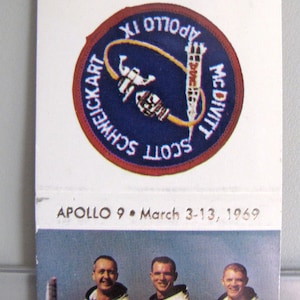 APOLLO IX
McDIVITT SCOTT SCHWEICKART
APOLLO 9 • March 3-13, 1969